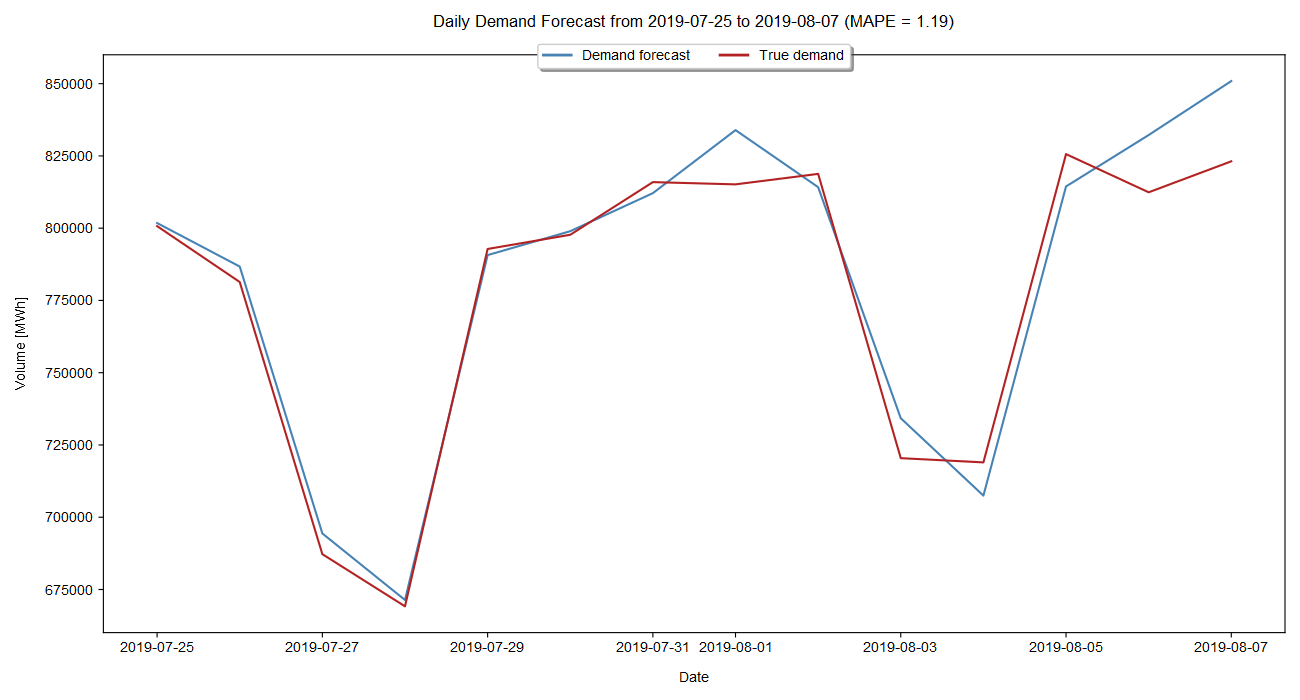 Daily Demand Forecast from 2019-07-25 to 2019-08-07 (MAPE = 1.19)
Demand forecast True demand
850000
825000
800000
775000
750000
725000
700000
675000
Volume [MWh]
2019-07-25 2019-07-27 2019-07-29 2019-07-31 2019-08-01 2019-08-03 2019-08-05 2019-08-07
Date